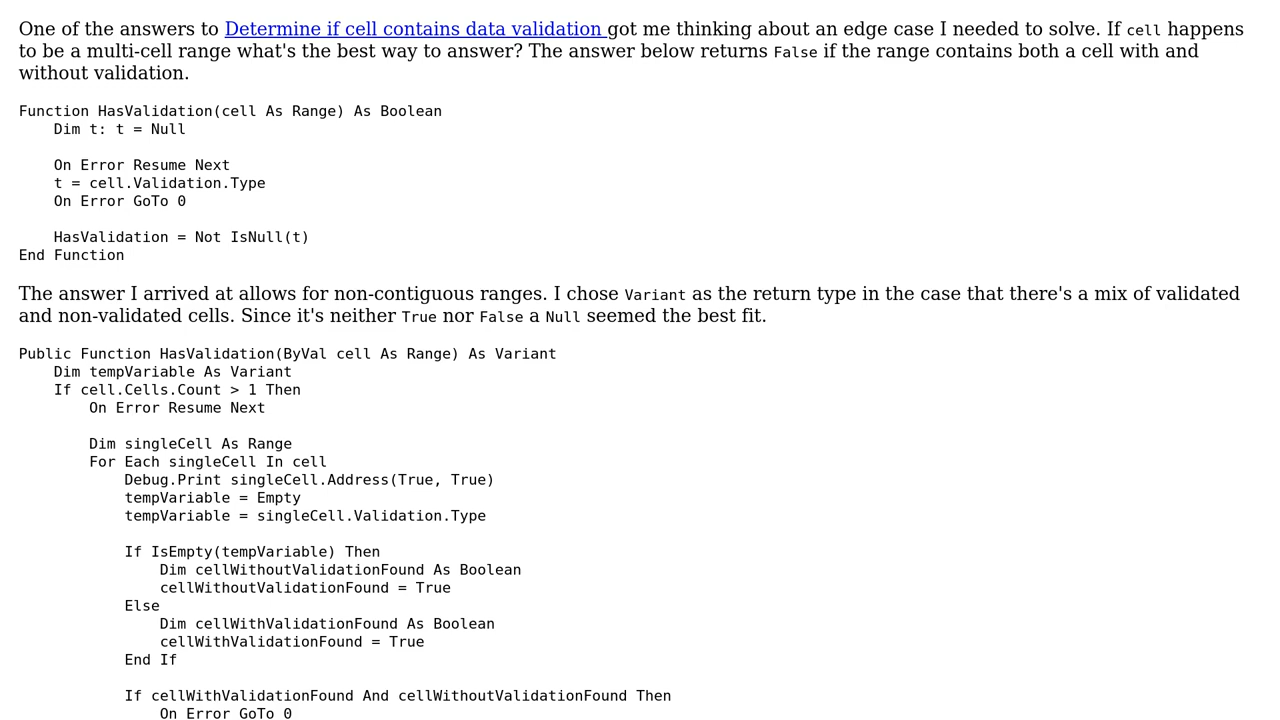 One of the answers to Determine if cell contains data validation got me thinking about an edge case I needed to solve. If cell happens
to be a multi-cell range what's the best way to answer? The answer below returns False if the range contains both a cell with and
without validation.
Function HasValidation(cell As Range) As Boolean
    Dim t: t = Null
    On Error Resume Next
    t = cell.Validation.Type
    On Error GoTo 0
    HasValidation = Not IsNull(t)
End Function
The answer I arrived at allows for non-contiguous ranges. I chose Variant as the return type in the case that there's a mix of validated
and non-validated cells. Since it's neither True nor False a Null seemed the best fit.
Public Function HasValidation(ByVal cell As Range) As Variant
    Dim tempVariable As Variant
    If cell.Cells.Count > 1 Then
        On Error Resume Next
        Dim singleCell As Range
        For Each singleCell In cell
            Debug.Print singleCell.Address(True, True)
            tempVariable = Empty
            tempVariable = singleCell.Validation.Type
            If IsEmpty(tempVariable) Then
                Dim cellWithoutValidationFound As Boolean
                cellWithoutValidationFound = True
            Else
                Dim cellWithValidationFound As Boolean
                cellWithValidationFound = True
            End If
            If cellWithValidationFound And cellWithoutValidationFound Then
                On Error GoTo 0